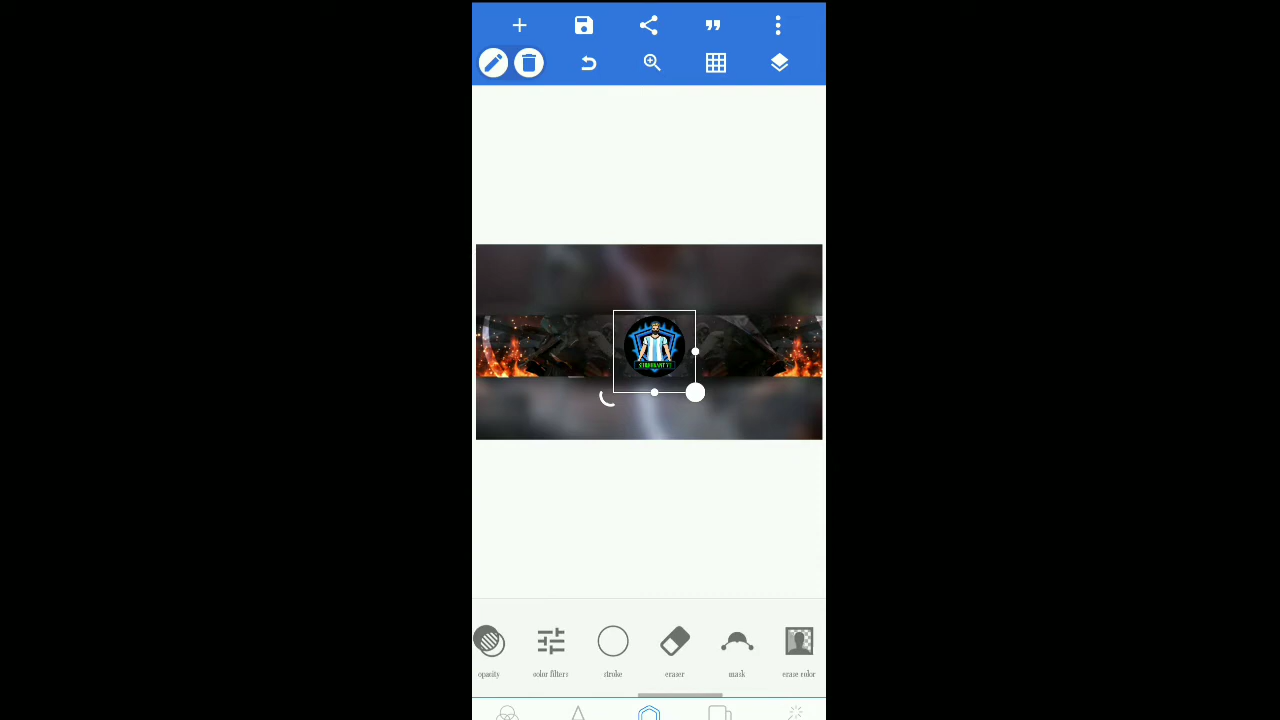 opacity
color filters
stroke
eraser
mask
erase color